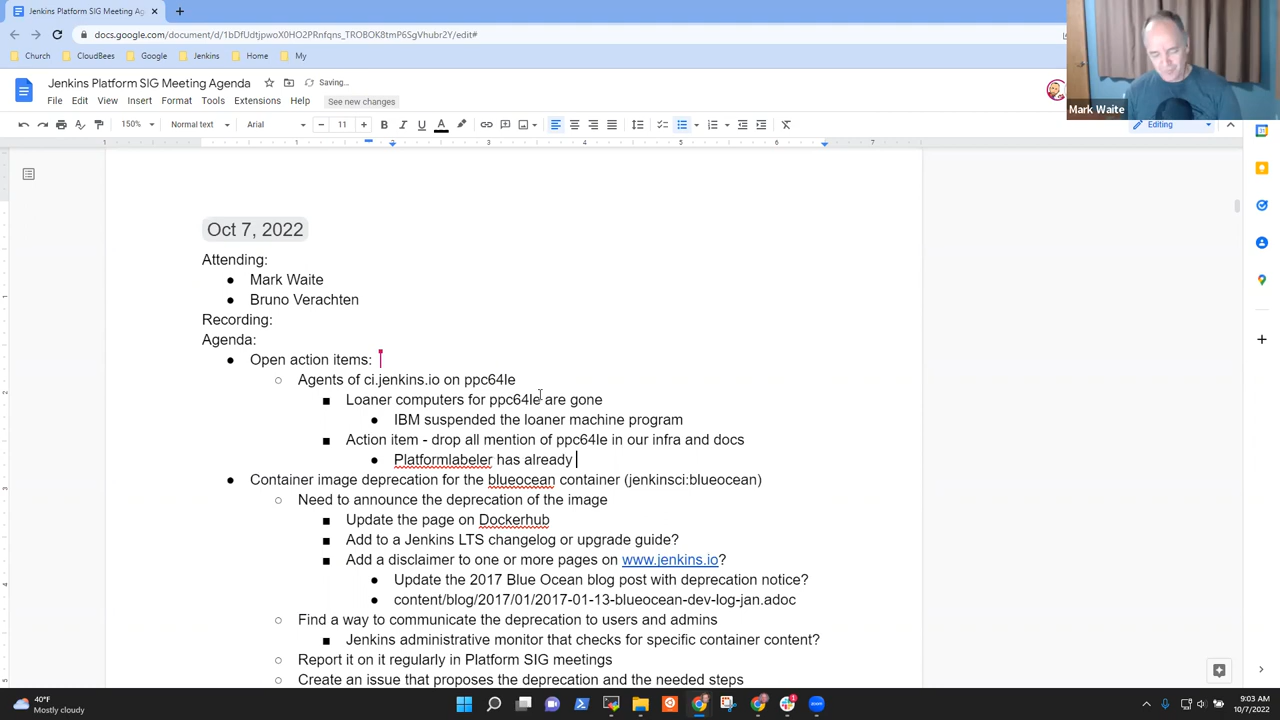 Jenkins Platform SIG Meeting Ag
docs.google.com/document/d/1bDfUdtjpwoX0HO2PRnfqns_TROBOK8tmP6SgVhubr2Y/edit#
Church CloudBees Google Jenkins Home My
Jenkins Platform SIG Meeting Agenda Saving...
File Edit View Insert Format Tools Extensions Help See new changes
Mark Waite
150% Normal text Arial 11 Editing
1 1 2 3 4 5 6 7
Oct 7, 2022
Attending:
● Mark Waite
● Bruno Verachten
Recording:
Agenda:
● Open action items:
○ Agents of ci.jenkins.io on ppc64le
■ Loaner computers for ppc64le are gone
● IBM suspended the loaner machine program
■ Action item - drop all mention of ppc64le in our infra and docs
● Platformlabeler has already
● Container image deprecation for the blueocean container (jenkinsci:blueocean)
○ Need to announce the deprecation of the image
■ Update the page on Dockerhub
■ Add to a Jenkins LTS changelog or upgrade guide?
■ Add a disclaimer to one or more pages on www.jenkins.io?
● Update the 2017 Blue Ocean blog post with deprecation notice?
● content/blog/2017/01/2017-01-13-blueocean-dev-log-jan.adoc
○ Find a way to communicate the deprecation to users and admins
■ Jenkins administrative monitor that checks for specific container content?
○ Report it on it regularly in Platform SIG meetings
○ Create an issue that proposes the deprecation and the needed steps
40°F
Mostly cloudy
9:03 AM
10/7/2022